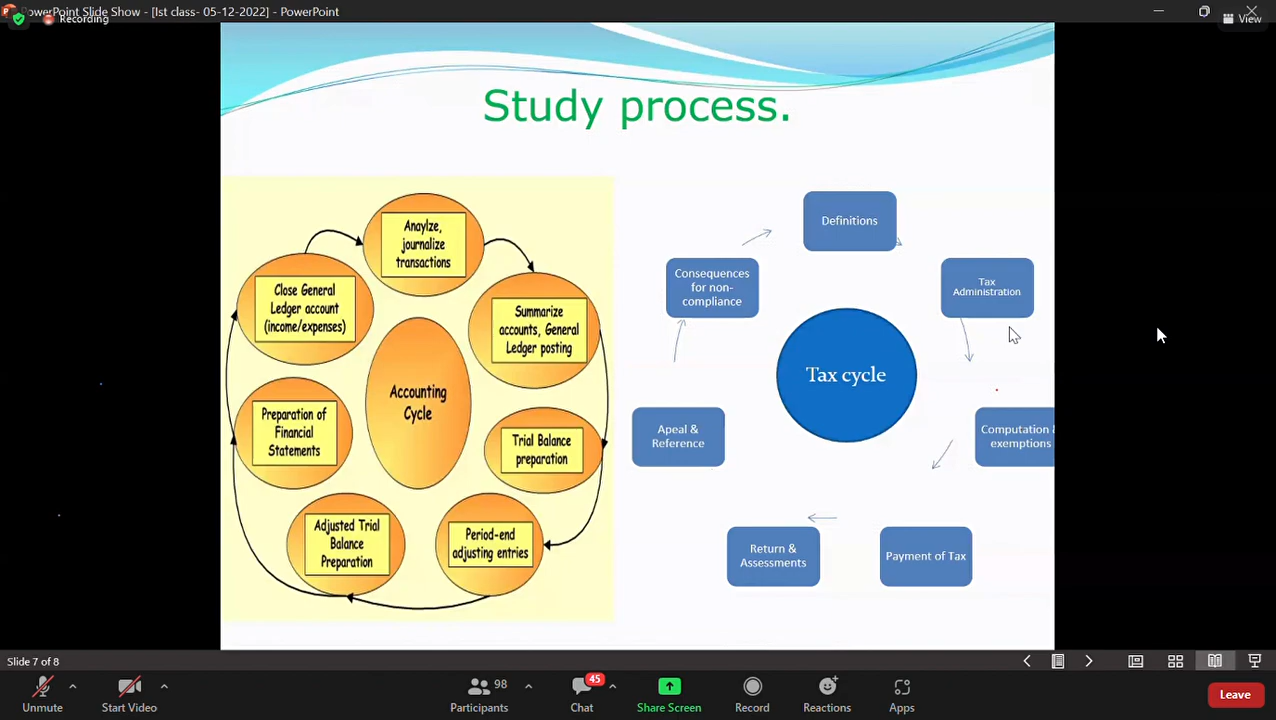 PowerPoint Slide Show - [Ist class- 05-12-2022] - PowerPoint
Recording
View
Study process.
Anaylze,
journalize
transactions
Close General
Ledger account
(income/expenses)
Summarize
accounts, General
Ledger posting
Accounting
Cycle
Preparation of
Financial
Statements
Trial Balance
preparation
Adjusted Trial
Balance
Preparation
Period-end
adjusting entries
Definitions
Consequences
for non-
compliance
Tax
Administration
Tax cycle
Apeal &
Reference
Computation &
exemptions
Return &
Assessments
Payment of Tax
Slide 7 of 8
98
45
Unmute
Start Video
Participants
Chat
Share Screen
Record
Reactions
Apps
Leave